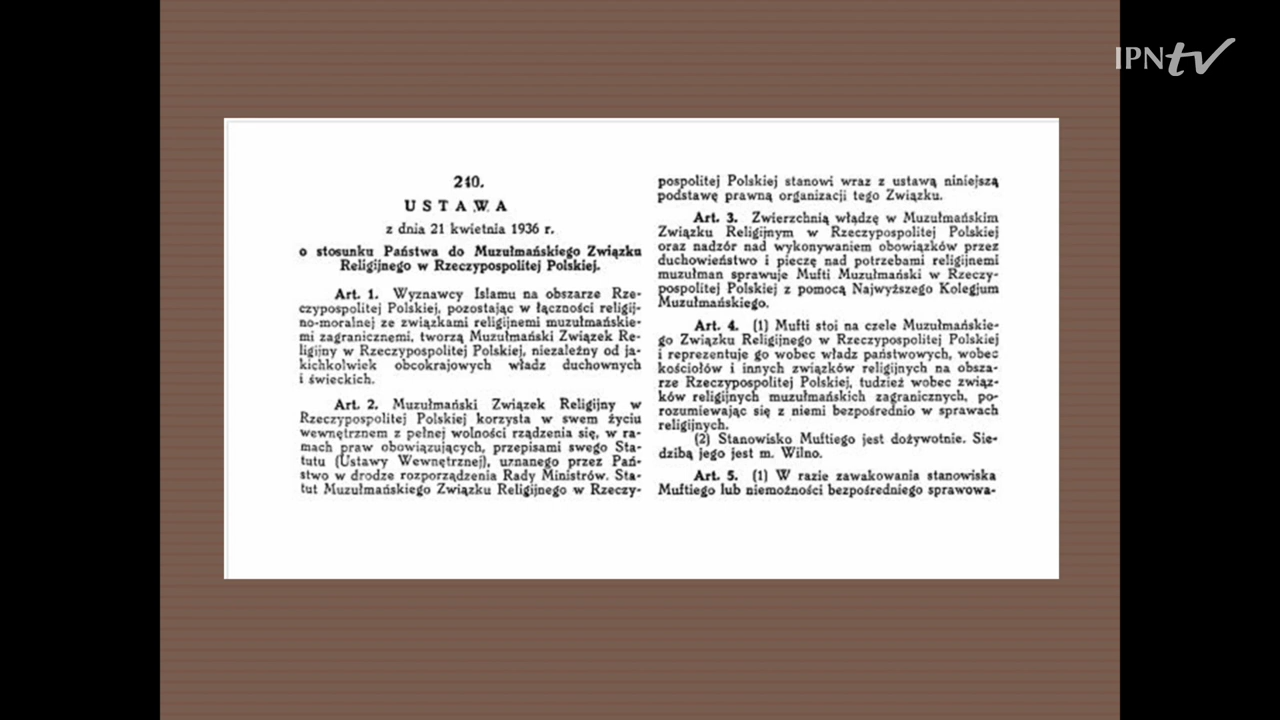 IPNtv
240.
USTAWA
z dnia 21 kwietnia 1936 r.
o stosunku Państwa do Muzułmańskiego Związku
Religijnego w Rzeczypospolitej Polskiej.
Art. 1. Wyznawcy Islamu na obszarze Rze-
czypospolitej Polskiej, pozostając w łączności religij-
no-moralnej ze związkami religijnemi muzułmańskie-
mi zagranicznemi, tworzą Muzułmański Związek Re-
ligijny w Rzeczypospolitej Polskiej, niezależny od ja-
kichkolwiek obcokrajowych władz duchownych
i świeckich.
Art. 2. Muzułmański Związek Religijny w
Rzeczypospolitej Polskiej korzysta w swem życiu
wewnętrznem z pełnej wolności rządzenia się, w ra-
mach praw obowiązujących, przepisami swego Sta-
tutu (Ustawy Wewnętrznej), uznanego przez Pań-
stwo w drodze rozporządzenia Rady Ministrów. Sta-
tut Muzułmańskiego Związku Religijnego w Rzeczy-
pospolitej Polskiej stanowi wraz z ustawą niniejszą
podstawę prawną organizacji tego Związku.
Art. 3. Zwierzchnią władzę w Muzułmańskim
Związku Religijnym w Rzeczypospolitej Polskiej
oraz nadzór nad wykonywaniem obowiązków przez
duchowieństwo i pieczę nad potrzebami religijnemi
muzułman sprawuje Mufti Muzułmański w Rzeczy-
pospolitej Polskiej z pomocą Najwyższego Kolegjum
Muzułmańskiego.
Art. 4. (1) Mufti stoi na czele Muzułmańskie-
go Związku Religijnego w Rzeczypospolitej Polskiej
i reprezentuje go wobec władz państwowych, wobec
kościołów i innych związków religijnych na obsza-
rze Rzeczypospolitej Polskiej, tudzież wobec związ-
ków religijnych muzułmańskich zagranicznych, po-
rozumiewając się z niemi bezpośrednio w sprawach
religijnych.
(2) Stanowisko Muftiego jest dożywotnie. Sie-
dzibą jego jest m. Wilno.
Art. 5. (1) W razie zawakowania stanowiska
Muftiego lub niemożności bezpośredniego sprawowa-